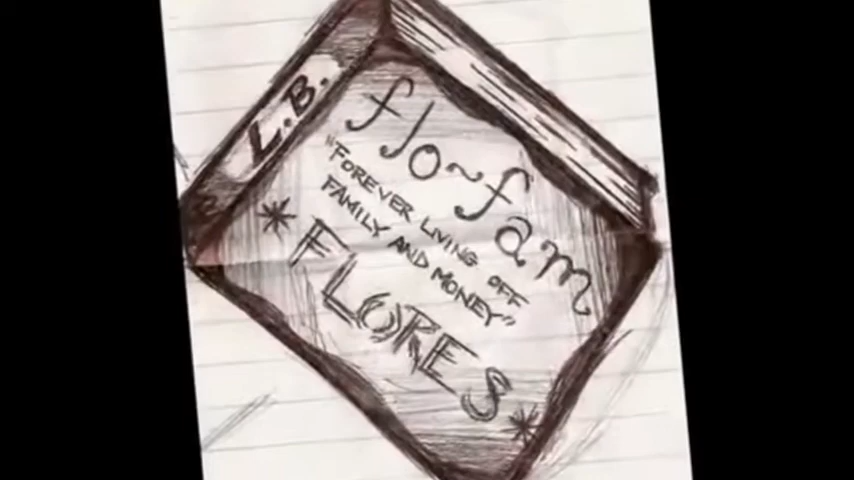 L.B.
flo~fam
"FOREVER LIVING OFF
FAMILY AND MONEY"
*FLORES*